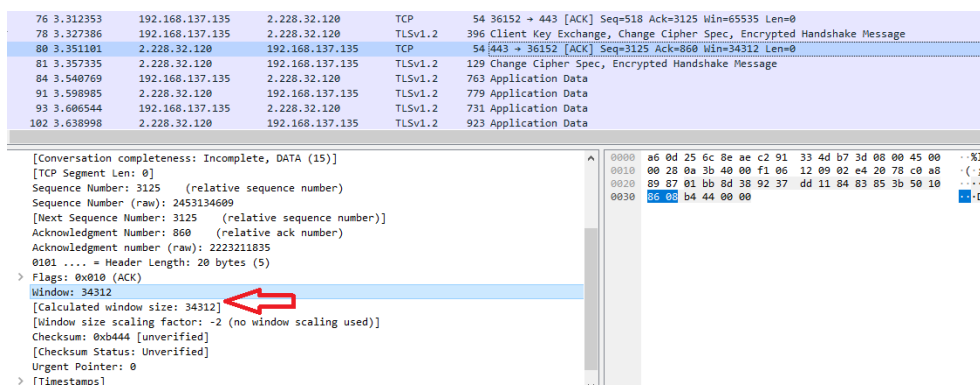 76 3.312353 192.168.137.135 2.228.32.120 TCP 54 36152 → 443 [ACK] Seq=518 Ack=3125 Win=65535 Len=0
78 3.327386 192.168.137.135 2.228.32.120 TLSv1.2 396 Client Key Exchange, Change Cipher Spec, Encrypted Handshake Message
80 3.351101 2.228.32.120 192.168.137.135 TCP 54 443 → 36152 [ACK] Seq=3125 Ack=860 Win=34312 Len=0
81 3.357335 2.228.32.120 192.168.137.135 TLSv1.2 129 Change Cipher Spec, Encrypted Handshake Message
84 3.540769 192.168.137.135 2.228.32.120 TLSv1.2 763 Application Data
91 3.598985 2.228.32.120 192.168.137.135 TLSv1.2 779 Application Data
93 3.606544 192.168.137.135 2.228.32.120 TLSv1.2 731 Application Data
102 3.638998 2.228.32.120 192.168.137.135 TLSv1.2 923 Application Data
[Conversation completeness: Incomplete, DATA (15)]
[TCP Segment Len: 0]
Sequence Number: 3125 (relative sequence number)
Sequence Number (raw): 2453134609
[Next Sequence Number: 3125 (relative sequence number)]
Acknowledgment Number: 860 (relative ack number)
Acknowledgment number (raw): 2223211835
0101 .... = Header Length: 20 bytes (5)
> Flags: 0x010 (ACK)
Window: 34312
[Calculated window size: 34312]
[Window size scaling factor: -2 (no window scaling used)]
Checksum: 0xb444 [unverified]
[Checksum Status: Unverified]
Urgent Pointer: 0
> [Timestamps]
0000 a6 0d 25 6c 8e ae c2 91 33 4d b7 3d 08 00 45 00 ··%
0010 00 28 0a 3b 40 00 f1 06 12 09 02 e4 20 78 c0 a8 ·(·;
0020 89 87 01 bb 8d 38 92 37 dd 11 84 83 85 3b 50 10 ····
0030 86 08 b4 44 00 00 ···D